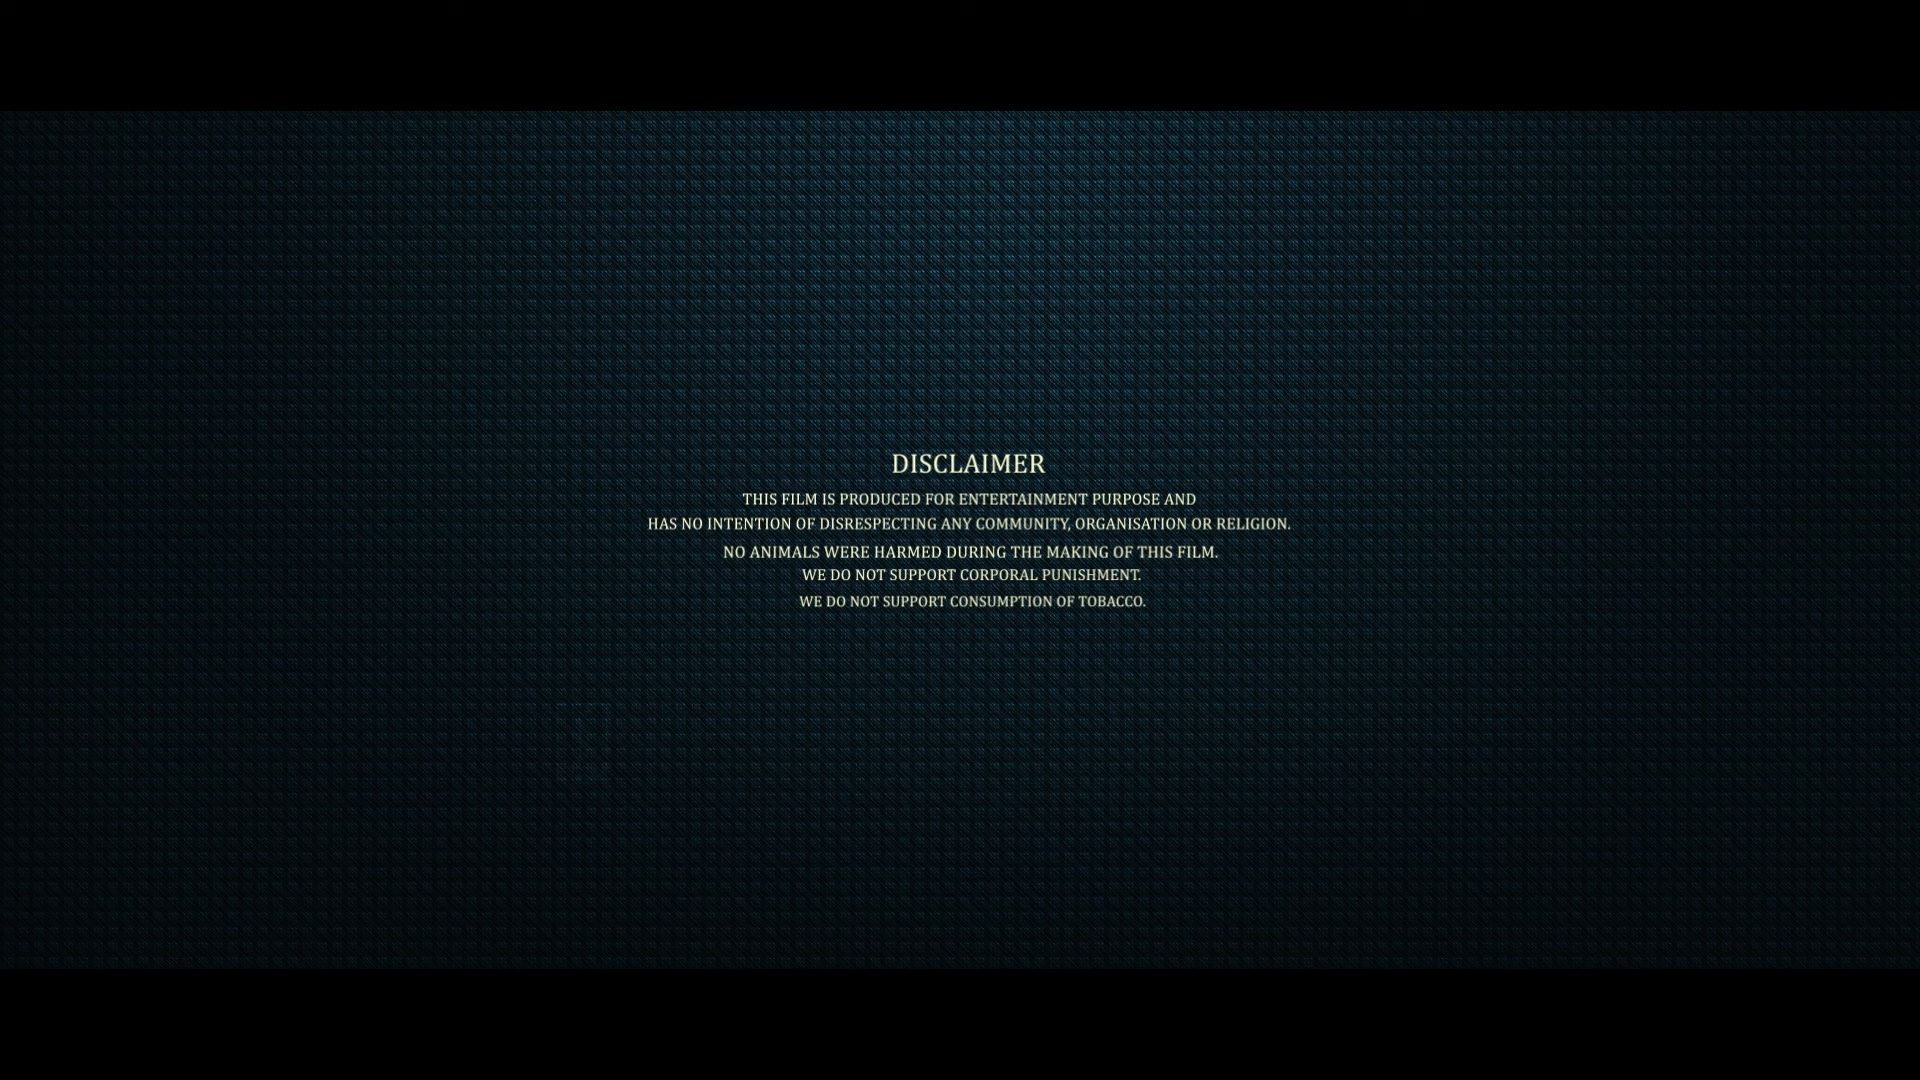 DISCLAIMER
THIS FILM IS PRODUCED FOR ENTERTAINMENT PURPOSE AND
HAS NO INTENTION OF DISRESPECTING ANY COMMUNITY, ORGANISATION OR RELIGION.
NO ANIMALS WERE HARMED DURING THE MAKING OF THIS FILM.
WE DO NOT SUPPORT CORPORAL PUNISHMENT.
WE DO NOT SUPPORT CONSUMPTION OF TOBACCO.